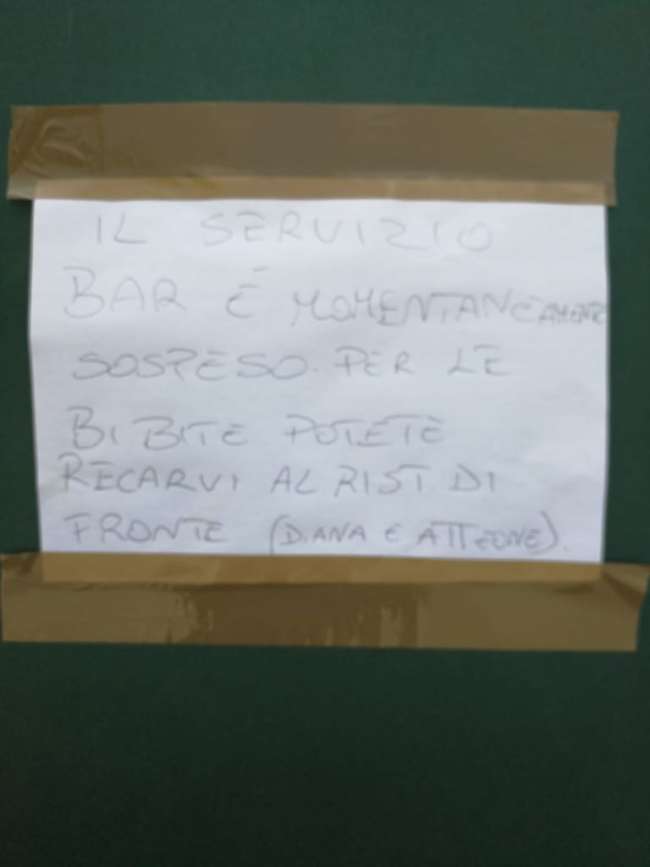 IL SERVIZIO
BAR É MOMENTANEAMENTE
SOSPESO. PER LE
BIBITE POTETE
RECARVI AL RIST DI
FRONTE (DIANA E ATTEONE).